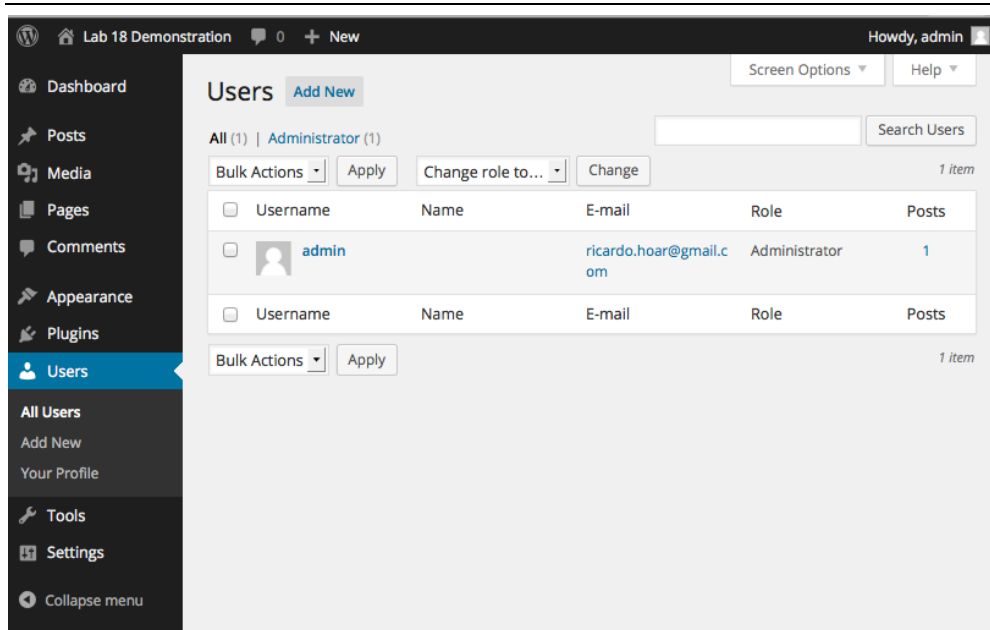 Lab 18 Demonstration 0 + New Howdy, admin
Dashboard
Posts
Media
Pages
Comments
Appearance
Plugins
Users
All Users
Add New
Your Profile
Tools
Settings
Collapse menu
Screen Options Help
Users Add New
All (1) | Administrator (1)
Search Users
Bulk Actions Apply Change role to... Change 1 item
Username Name E-mail Role Posts
admin ricardo.hoar@gmail.c Administrator 1
om
Username Name E-mail Role Posts
Bulk Actions Apply 1 item